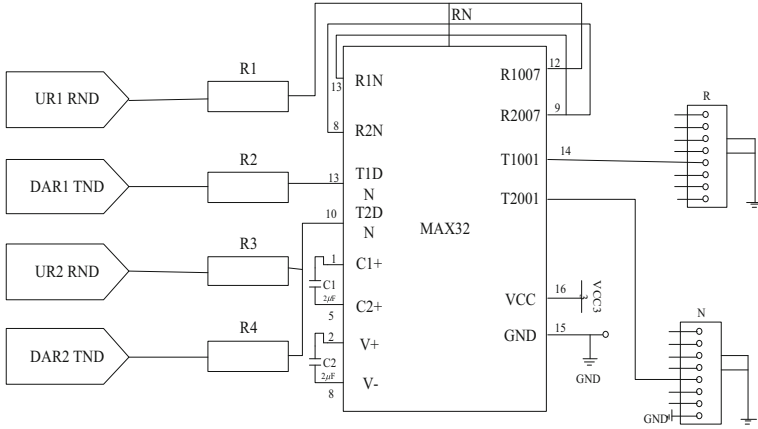 RN
R1
UR1 RND
13
R1N
R1007
12
R
8
R2N
R2007
9
R2
DAR1 TND
13
T1D
N
T1001
14
10
T2D
N
T2001
MAX32
R3
UR2 RND
1
C1+
C1
2μF
5
C2+
VCC
16
VCC3
3
GND
15
GND
N
R4
DAR2 TND
2
V+
C2
2μF
8
V-
GND